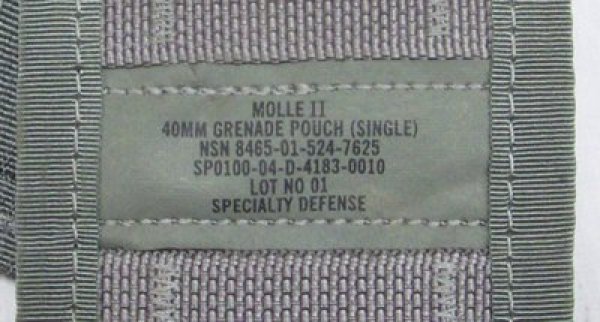 MOLLE II
40MM GRENADE POUCH (SINGLE)
NSN 8465-01-524-7625
SP0100-04-D-4183-0010
LOT NO 01
SPECIALTY DEFENSE